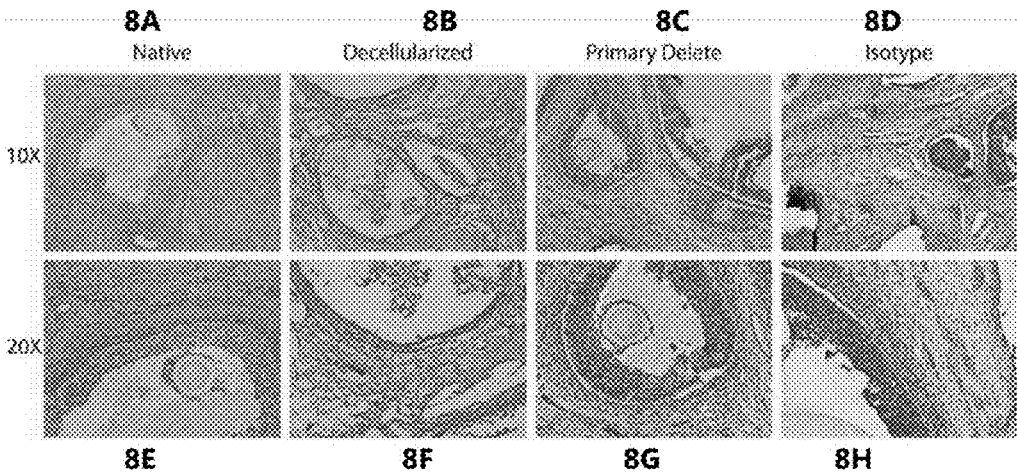 8A 8B 8C 8D
Native Decellularized Primary Delete Isotype
10X
20X
8E 8F 8G 8H